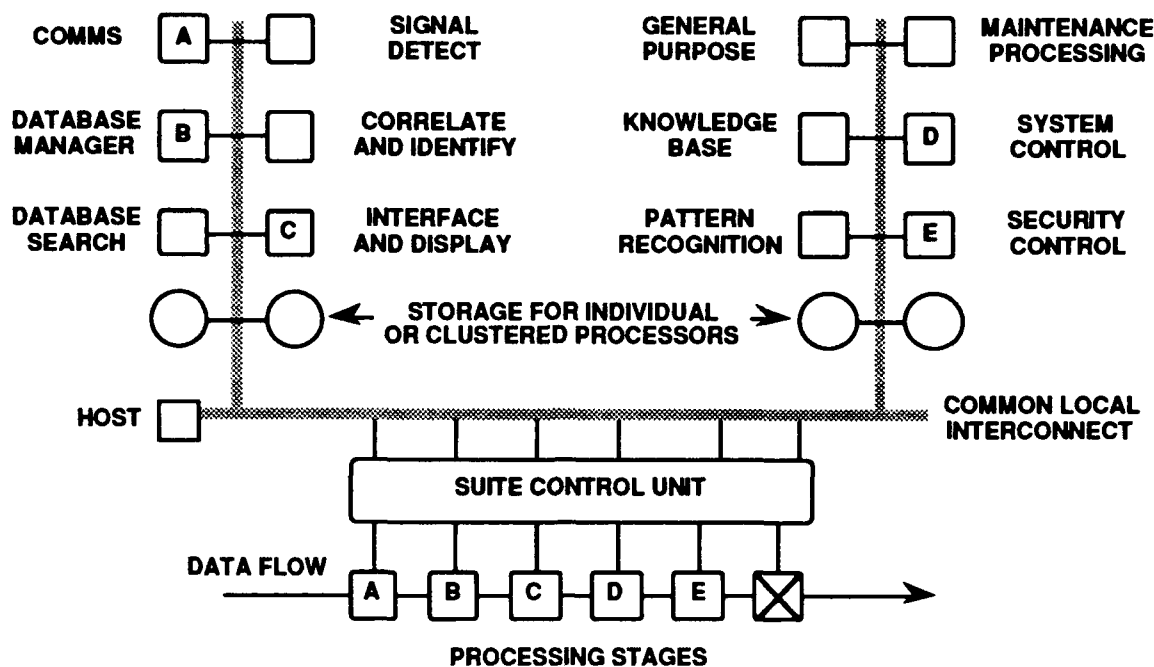 COMMS
A
SIGNAL
DETECT
GENERAL
PURPOSE
MAINTENANCE
PROCESSING
DATABASE
MANAGER
B
CORRELATE
AND IDENTIFY
KNOWLEDGE
BASE
D
SYSTEM
CONTROL
DATABASE
SEARCH
C
INTERFACE
AND DISPLAY
PATTERN
RECOGNITION
E
SECURITY
CONTROL
STORAGE FOR INDIVIDUAL
OR CLUSTERED PROCESSORS
HOST
COMMON LOCAL
INTERCONNECT
SUITE CONTROL UNIT
DATA FLOW
A
B
C
D
E
PROCESSING STAGES